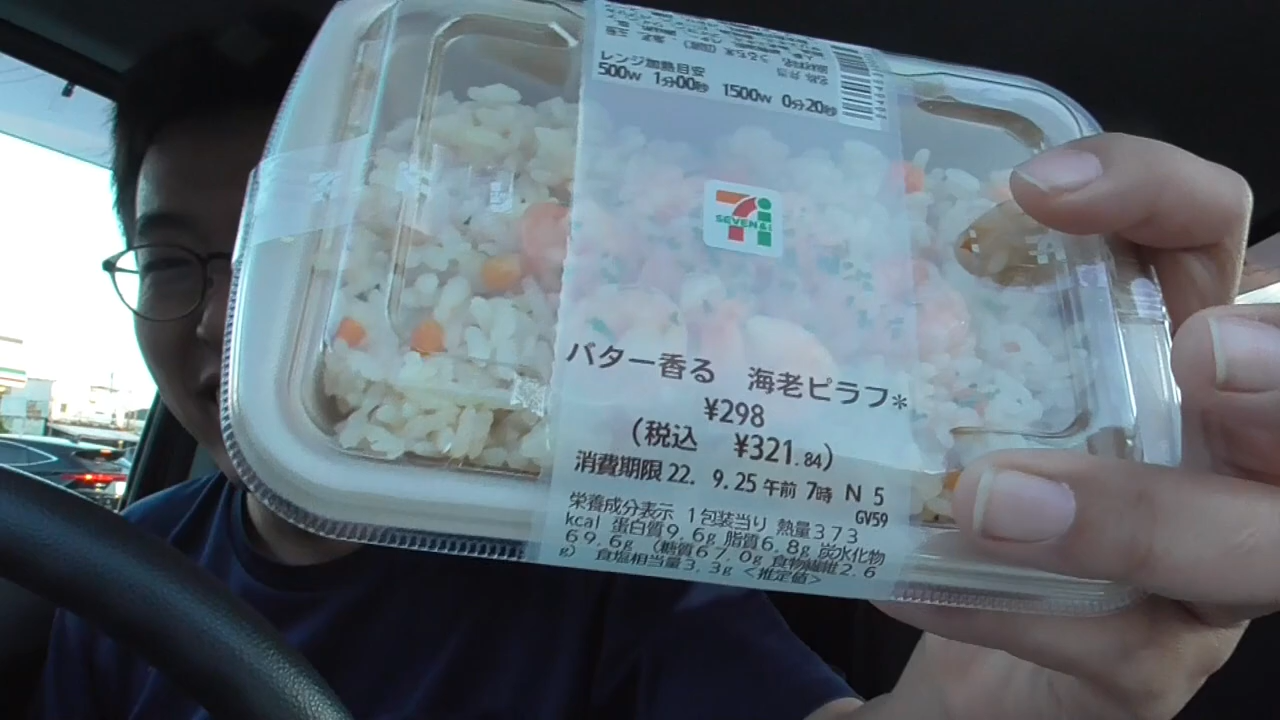 レンジ加熱目安
500W 1分00秒 1500W 0分20秒
7
SEVEN&i
バター香る 海老ピラフ*
¥298
(税込 ¥321.84)
消費期限 22. 9.25 午前 7時 N 5
GV59
栄養成分表示 1包装当り 熱量373
kcal 蛋白質9.6g 脂質6.8g 炭水化物
69.6g (糖質67.0g 食物繊維2.6
g) 食塩相当量3.3g <推定値>